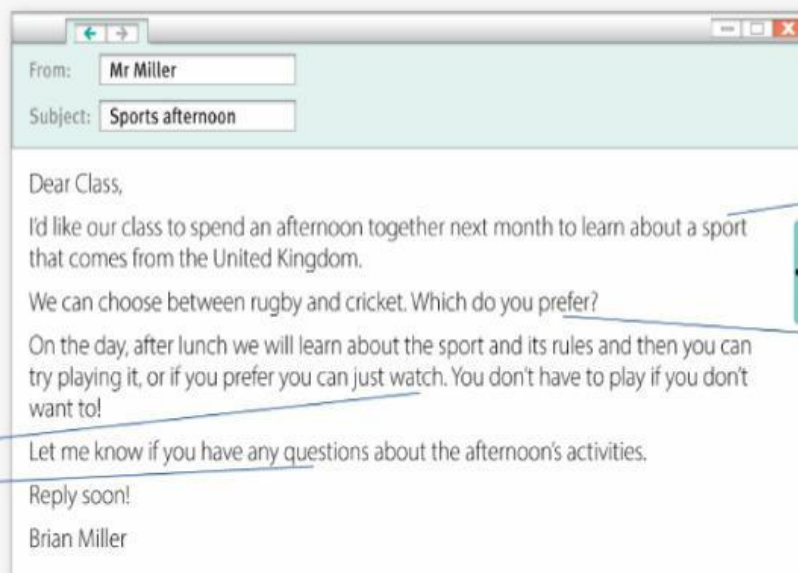 From: Mr Miller
Subject: Sports afternoon
Dear Class,
I'd like our class to spend an afternoon together next month to learn about a sport
that comes from the United Kingdom.
We can choose between rugby and cricket. Which do you prefer?
On the day, after lunch we will learn about the sport and its rules and then you can
try playing it, or if you prefer you can just watch. You don't have to play if you don't
want to!
Let me know if you have any questions about the afternoon's activities.
Reply soon!
Brian Miller